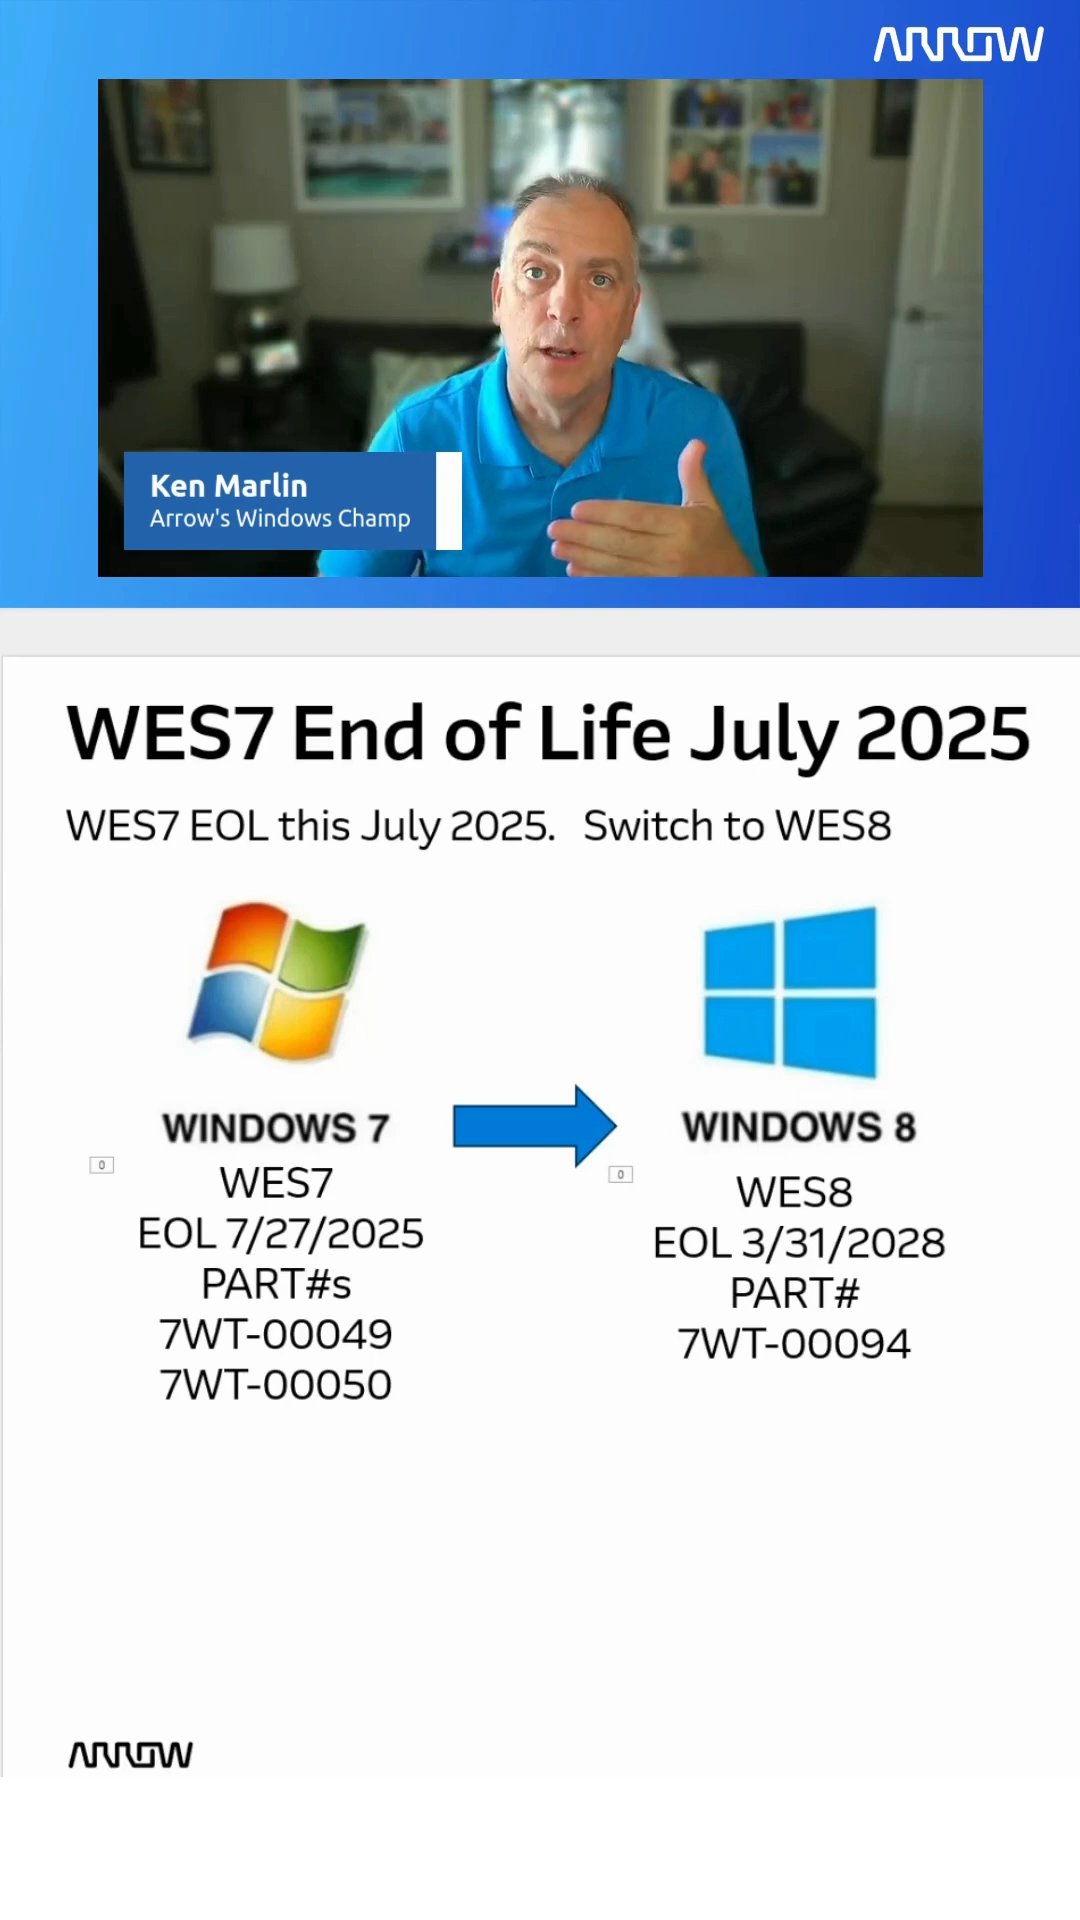 ARROW
Ken Marlin
Arrow's Windows Champ
WES7 End of Life July 2025
WES7 EOL this July 2025. Switch to WES8
WINDOWS 7
0
WES7
EOL 7/27/2025
PART#s
7WT-00049
7WT-00050
WINDOWS 8
0
WES8
EOL 3/31/2028
PART#
7WT-00094
ARROW